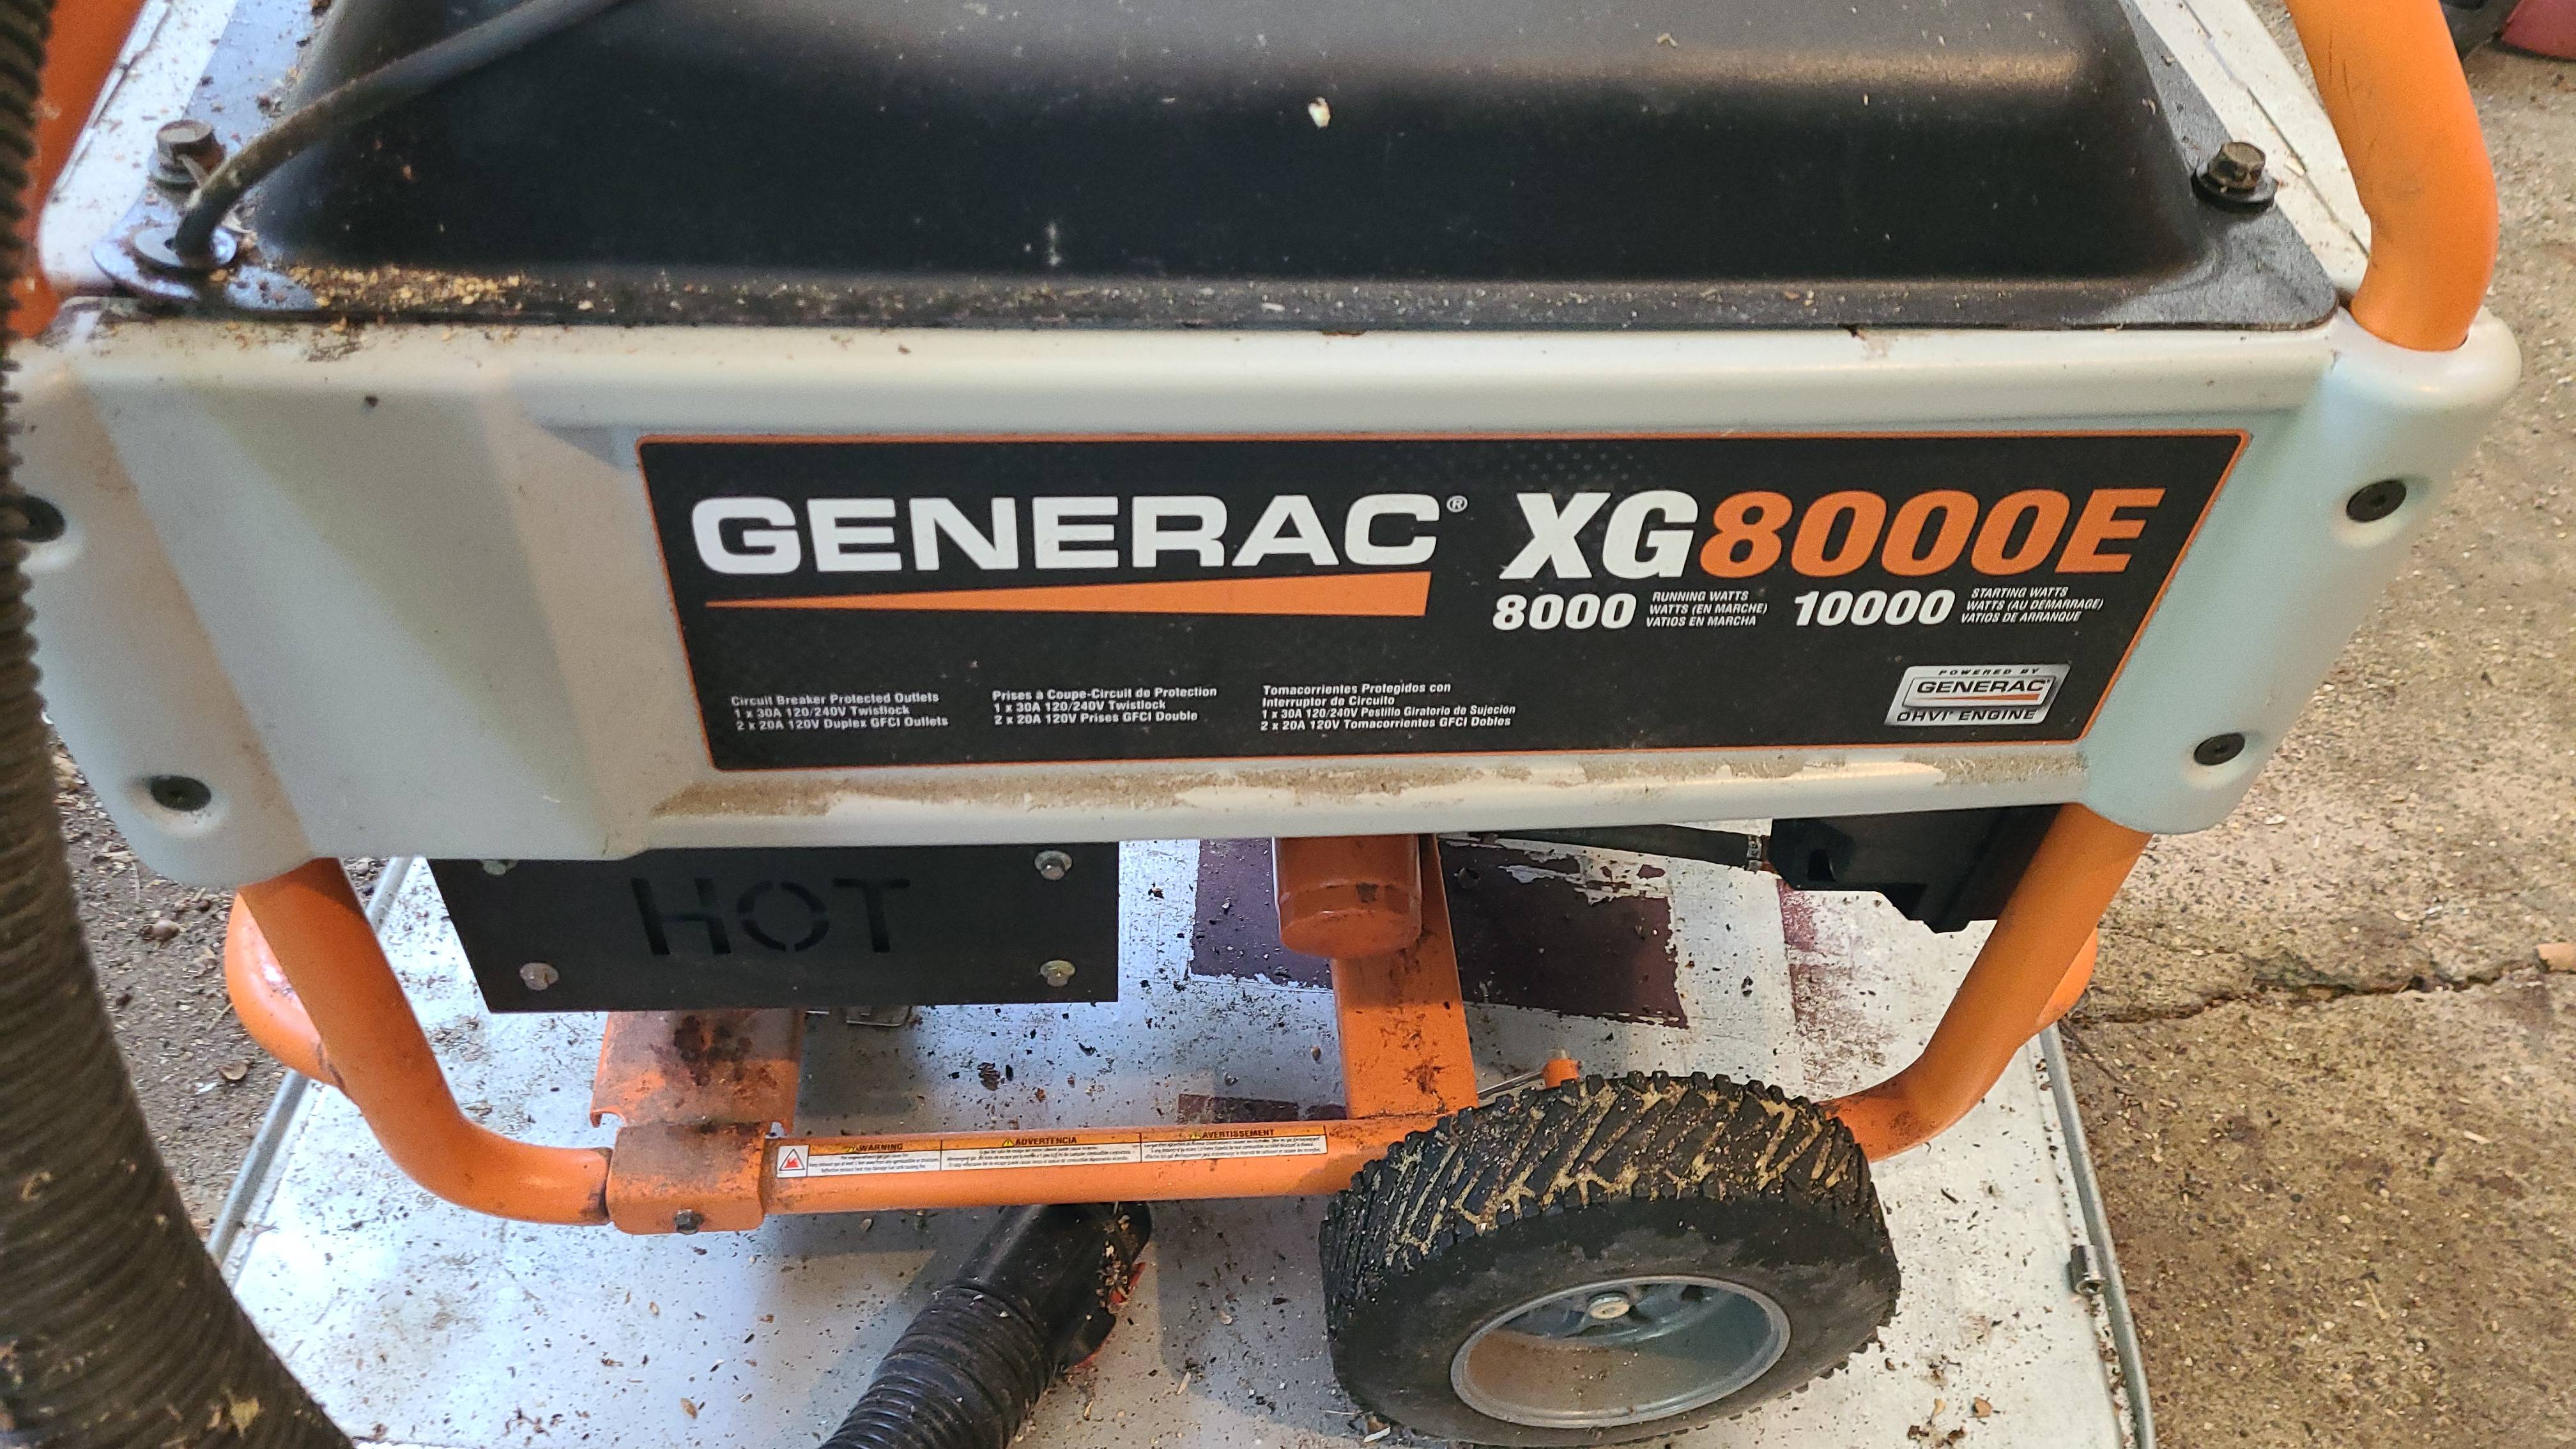 GENERAC® XG8000E
8000 RUNNING WATTS
WATTS (EN MARCHE)
VATIOS EN MARCHA
10000 STARTING WATTS
WATTS (AU DÉMARRAGE)
VATIOS DE ARRANQUE
Circuit Breaker Protected Outlets
1 x 30A 120/240V Twistlock
2 x 20A 120V Duplex GFCI Outlets
Prises à Coupe-Circuit de Protection
1 x 30A 120/240V Twistlock
2 x 20A 120V Prises GFCI Double
Tomacorrientes Protegidos con
Interruptor de Circuito
1 x 30A 120/240V Pestillo Giratorio de Sujeción
2 x 20A 120V Tomacorrientes GFCI Dobles
POWERED BY
GENERAC®
OHVI® ENGINE
HOT
WARNING
ADVERTENCIA
AVERTISSEMENT